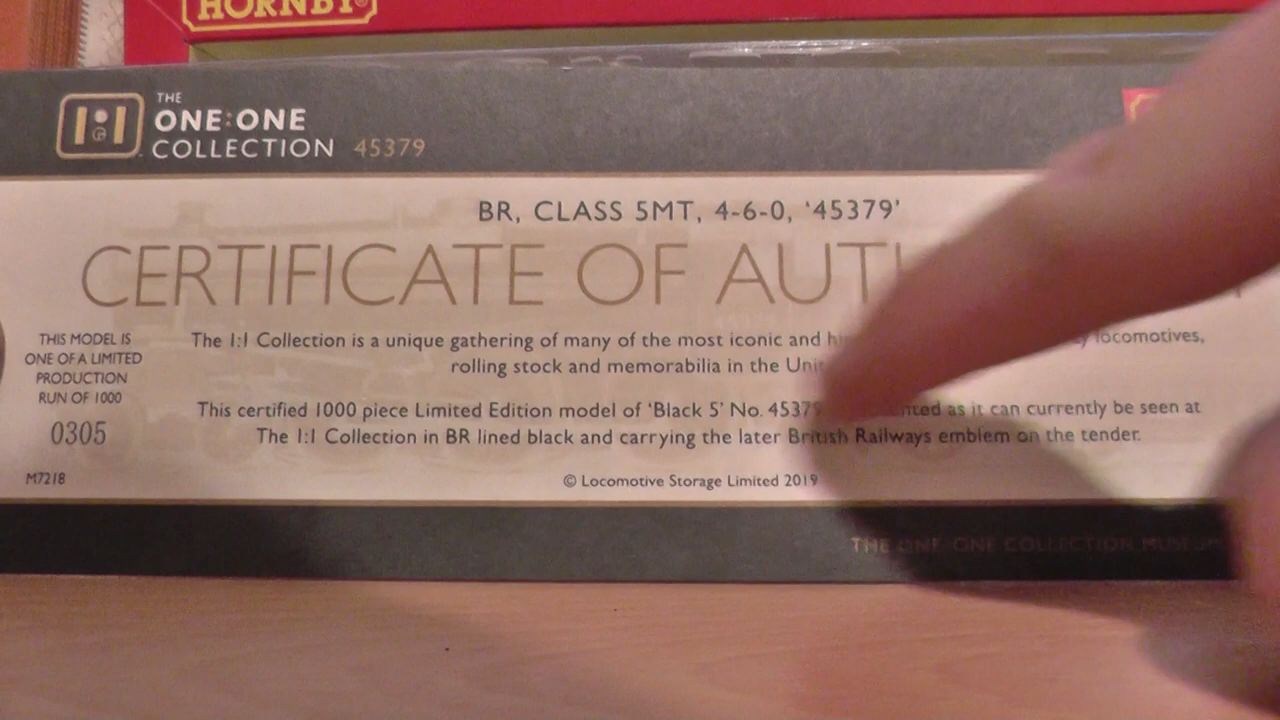 HORNBY®
THE
ONE:ONE
COLLECTION 45379
BR, CLASS 5MT, 4-6-0, '45379'
CERTIFICATE OF
THIS MODEL IS
ONE OF A LIMITED
PRODUCTION
RUN OF 1000
0305
M7218
The 1:1 Collection is a unique gathering of many of the most iconic and locomotives,
rolling stock and memorabilia in the
This certified 1000 piece Limited Edition model of 'Black 5' No. 45379 as it can currently be seen at
The 1:1 Collection in BR lined black and carrying the later British Railways emblem on the tender.
© Locomotive Storage Limited 2019
THE ONE:ONE COLLECTION MUSEUM